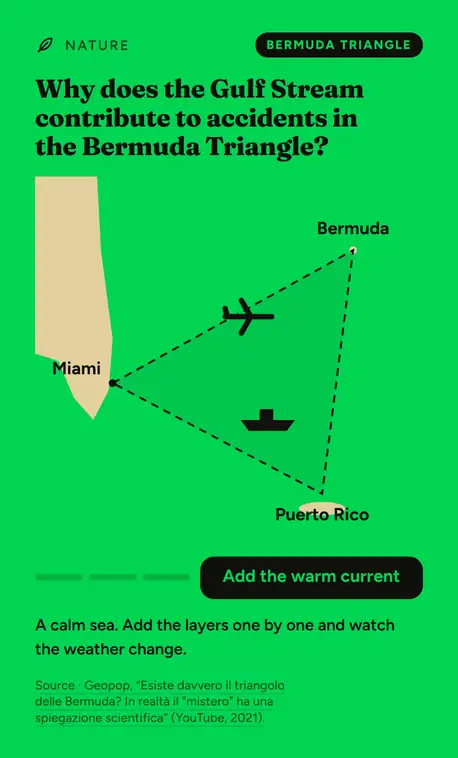 NATURE
BERMUDA TRIANGLE
Why does the Gulf Stream
contribute to accidents in
the Bermuda Triangle?
Bermuda
Miami
Puerto Rico
Add the warm current
A calm sea. Add the layers one by one and watch
the weather change.
Source · Geopop, “Esiste davvero il triangolo
delle Bermuda? In realtà il "mistero" ha una
spiegazione scientifica” (YouTube, 2021).